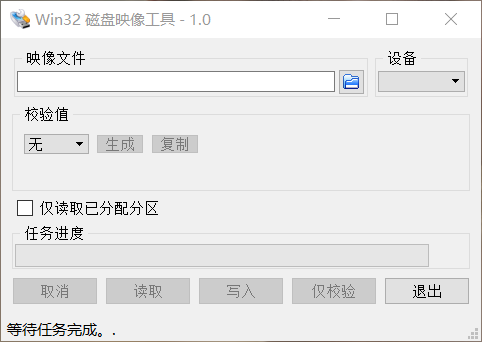 Win32 磁盘映像工具 - 1.0
映像文件
设备
校验值
无
生成
复制
仅读取已分配分区
任务进度
取消
读取
写入
仅校验
退出
等待任务完成。.